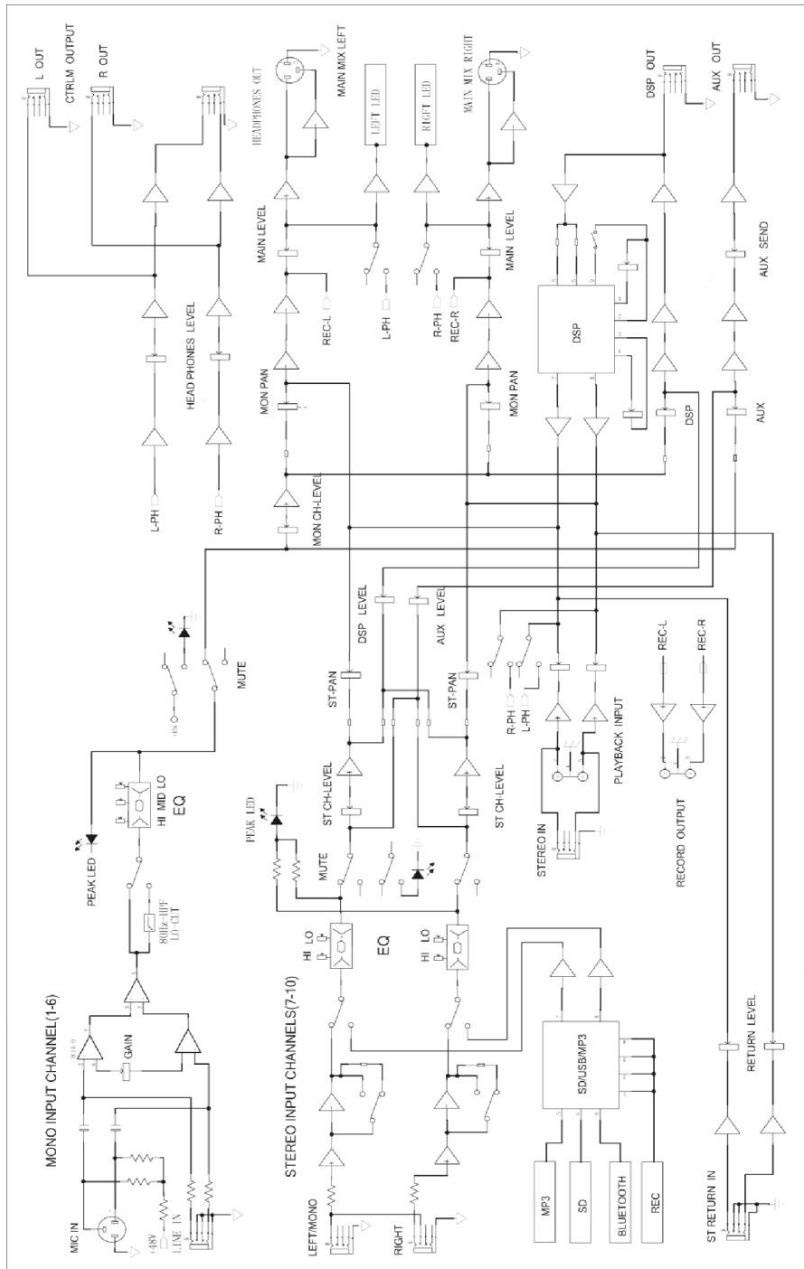 L OUT
CTRLM OUTPUT
R OUT
HEADPHONES OUT
MAIN MIX LEFT
LEFT LED
RIGHT LED
MAIN MIX RIGHT
DSP OUT
AUX OUT
HEAD PHONES LEVEL
L-PH
R-PH
MAIN LEVEL
REC-L
L-PH
R-PH
REC-R
MAIN LEVEL
MON PAN
MON PAN
MON CH-LEVEL
DSP
DSP
AUX
AUX SEND
MUTE
PEAK LED
HI MID LO
EQ
80Hz-HPF
LO-CUT
MONO INPUT CHANNEL(1-6)
GAIN
MIC IN
+48V
LINE IN
DSP LEVEL
AUX LEVEL
ST-PAN
ST-PAN
ST CH-LEVEL
ST CH-LEVEL
PEAK LED
MUTE
HI LO
EQ
HI LO
STEREO INPUT CHANNELS(7-10)
LEFT/MONO
RIGHT
R-PH
L-PH
PLAYBACK INPUT
STEREO IN
REC-L
REC-R
RECORD OUTPUT
SD/USB/MP3
MP3
SD
BLUETOOTH
REC
RETURN LEVEL
ST RETURN IN